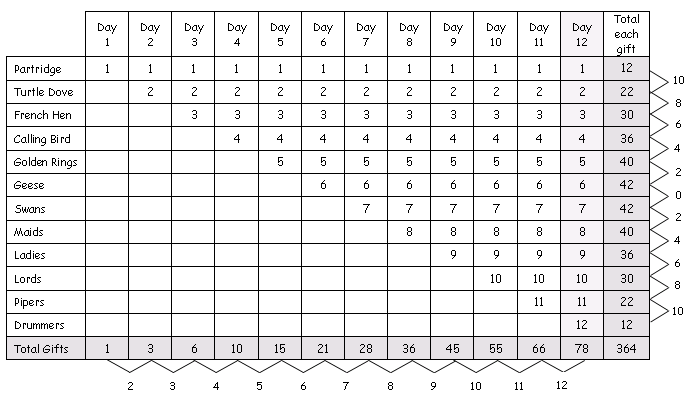 Day 1 Day 2 Day 3 Day 4 Day 5 Day 6 Day 7 Day 8 Day 9 Day 10 Day 11 Day 12 Total each gift
Partridge 1 1 1 1 1 1 1 1 1 1 1 1 12
10
Turtle Dove 2 2 2 2 2 2 2 2 2 2 2 22
8
French Hen 3 3 3 3 3 3 3 3 3 3 30
6
Calling Bird 4 4 4 4 4 4 4 4 4 36
4
Golden Rings 5 5 5 5 5 5 5 5 40
2
Geese 6 6 6 6 6 6 6 42
0
Swans 7 7 7 7 7 7 42
2
Maids 8 8 8 8 8 40
4
Ladies 9 9 9 9 36
6
Lords 10 10 10 30
8
Pipers 11 11 22
10
Drummers 12 12
Total Gifts 1 3 6 10 15 21 28 36 45 55 66 78 364
2 3 4 5 6 7 8 9 10 11 12